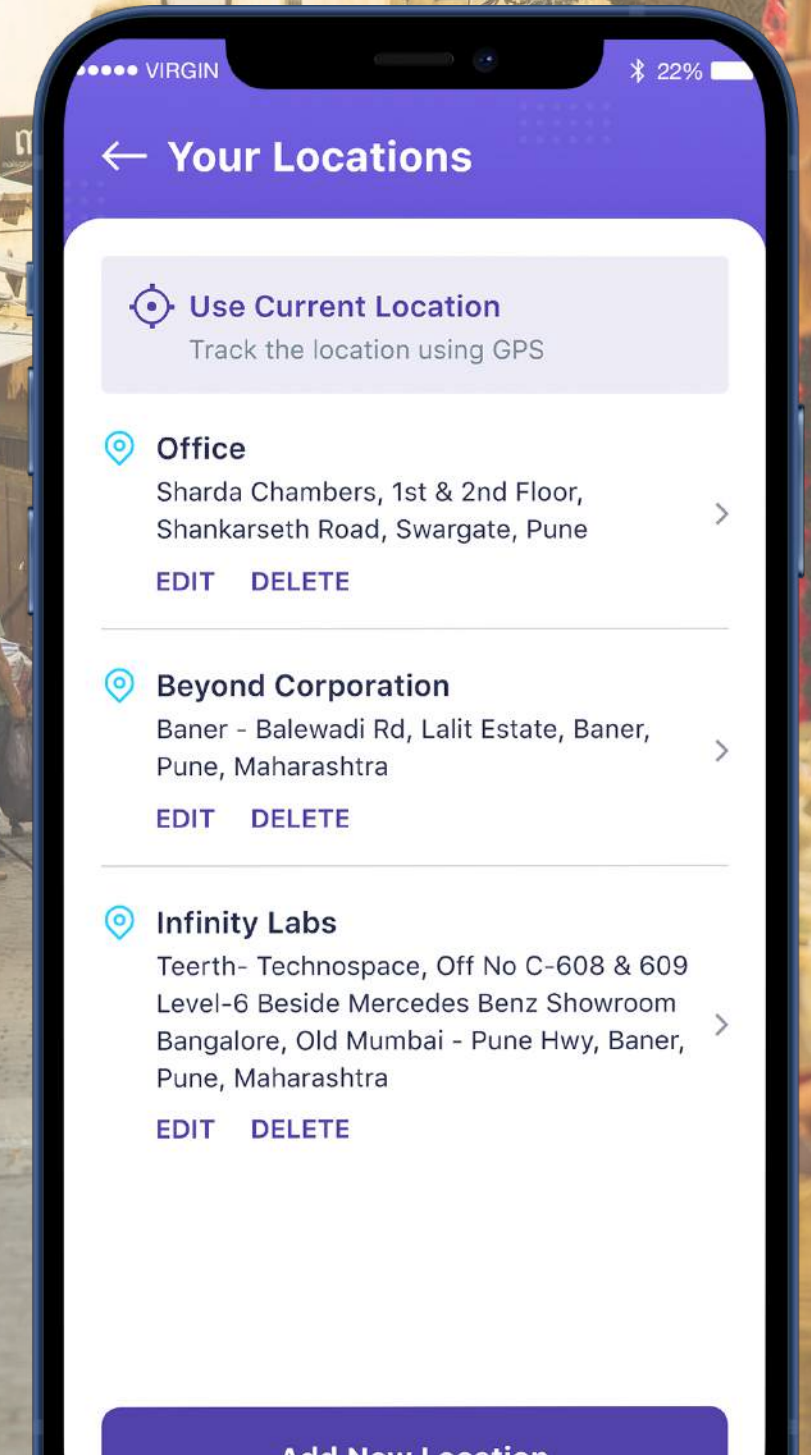 VIRGIN
22%
Your Locations
Use Current Location
Track the location using GPS
Office
Sharda Chambers, 1st & 2nd Floor,
Shankarseth Road, Swargate, Pune
EDIT DELETE
Beyond Corporation
Baner - Balewadi Rd, Lalit Estate, Baner,
Pune, Maharashtra
EDIT DELETE
Infinity Labs
Teerth- Technospace, Off No C-608 & 609
Level-6 Beside Mercedes Benz Showroom
Bangalore, Old Mumbai - Pune Hwy, Baner,
Pune, Maharashtra
EDIT DELETE
Add New Location